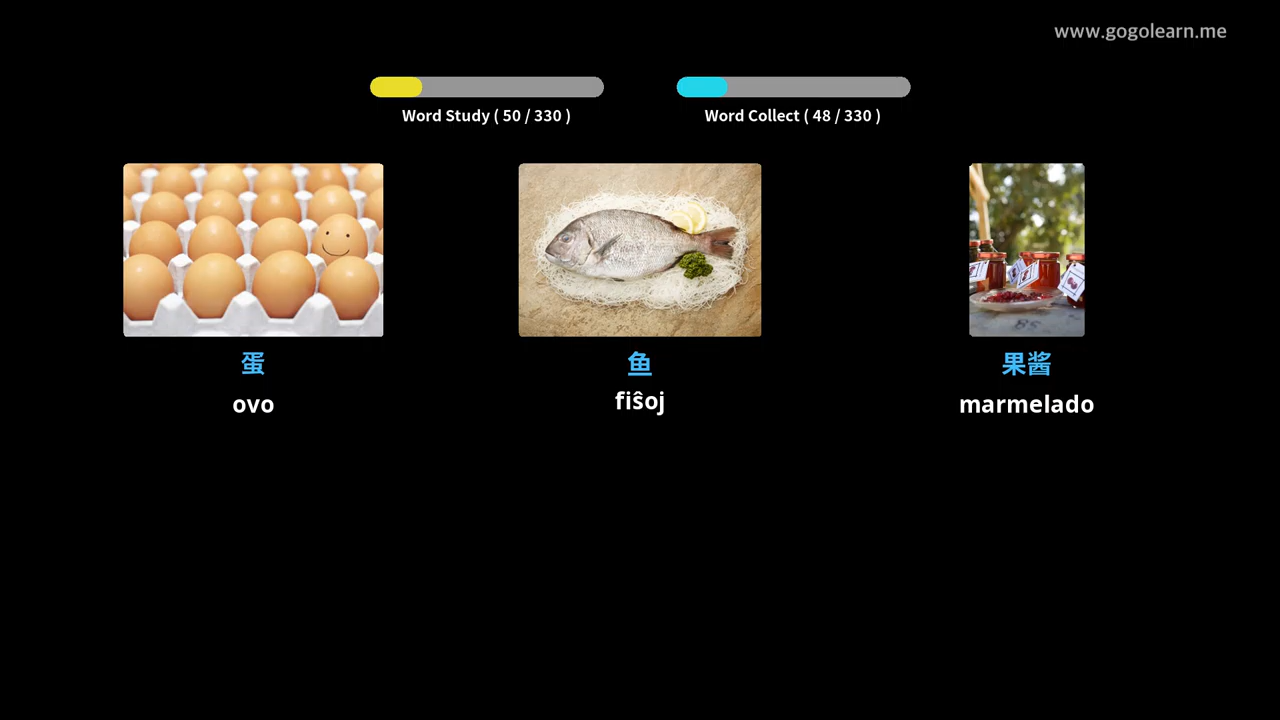 www.gogolearn.me
Word Study ( 50 / 330 )
Word Collect ( 48 / 330 )
蛋
鱼
果酱
ovo
fiŝoj
marmelado